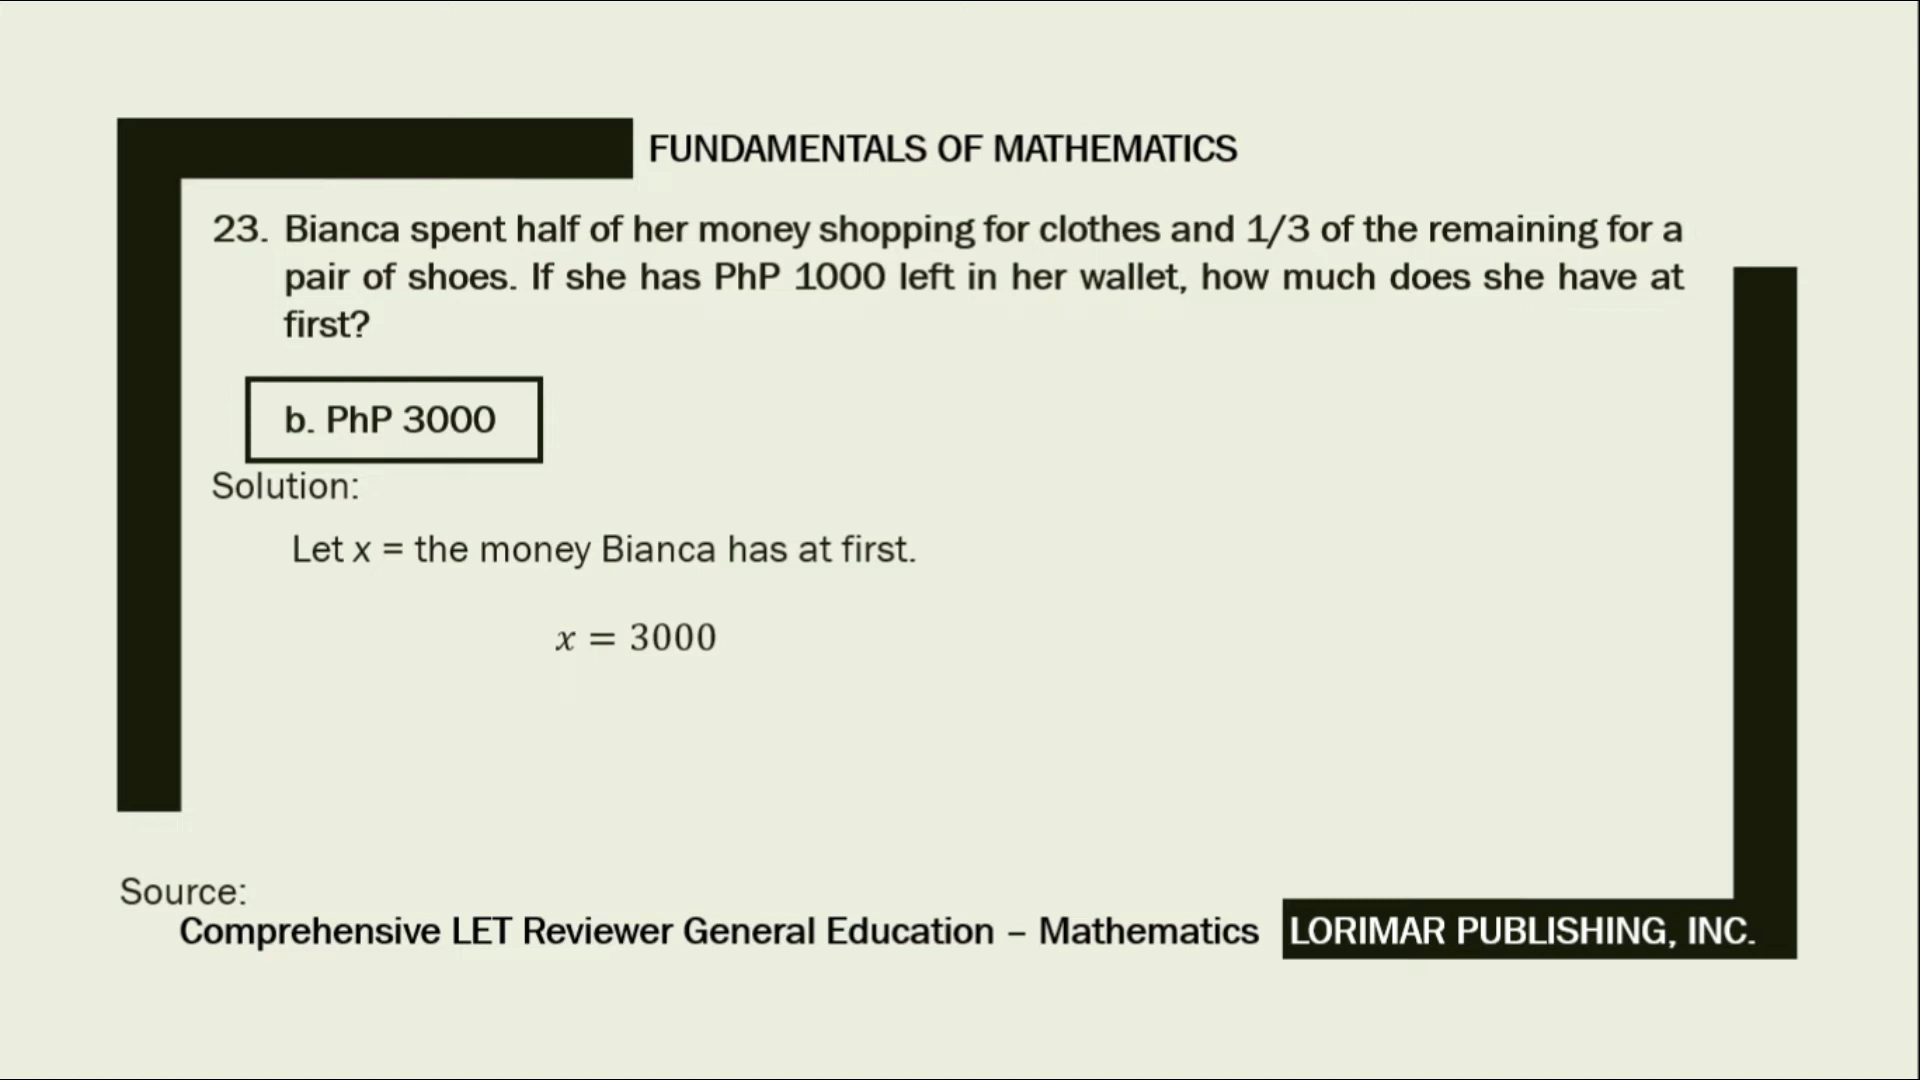 FUNDAMENTALS OF MATHEMATICS
23. Bianca spent half of her money shopping for clothes and 1/3 of the remaining for a
pair of shoes. If she has PhP 1000 left in her wallet, how much does she have at
first?
b. PhP 3000
Solution:
Let x = the money Bianca has at first.
x = 3000
Source:
Comprehensive LET Reviewer General Education – Mathematics LORIMAR PUBLISHING, INC.